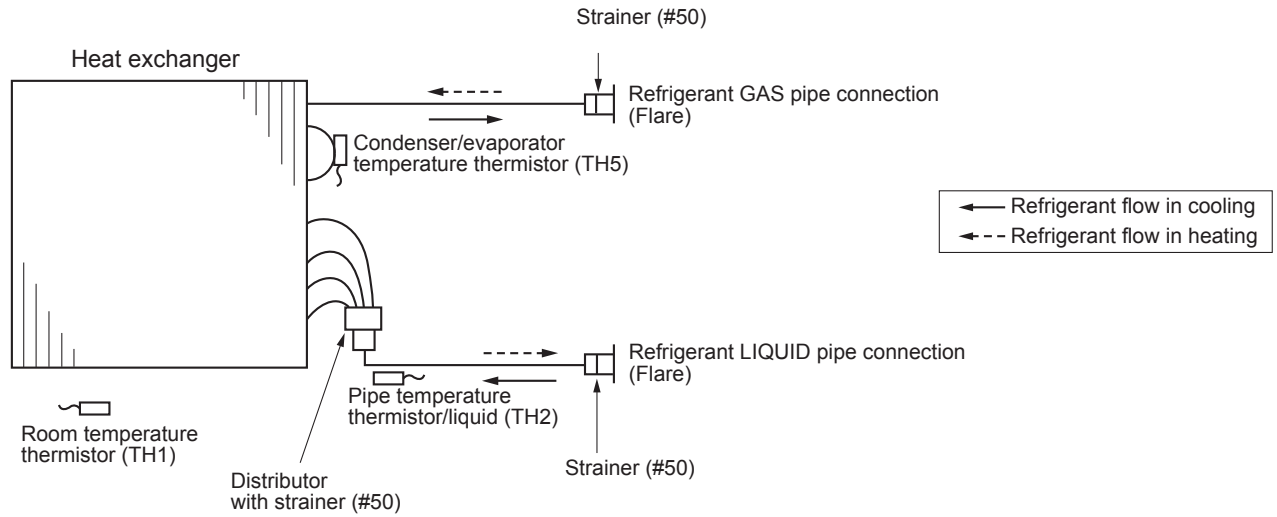 Strainer (#50)
Heat exchanger
Refrigerant GAS pipe connection
(Flare)
Condenser/evaporator
temperature thermistor (TH5)
Refrigerant flow in cooling
Refrigerant flow in heating
Refrigerant LIQUID pipe connection
(Flare)
Pipe temperature
thermistor/liquid (TH2)
Room temperature
thermistor (TH1)
Strainer (#50)
Distributor
with strainer (#50)